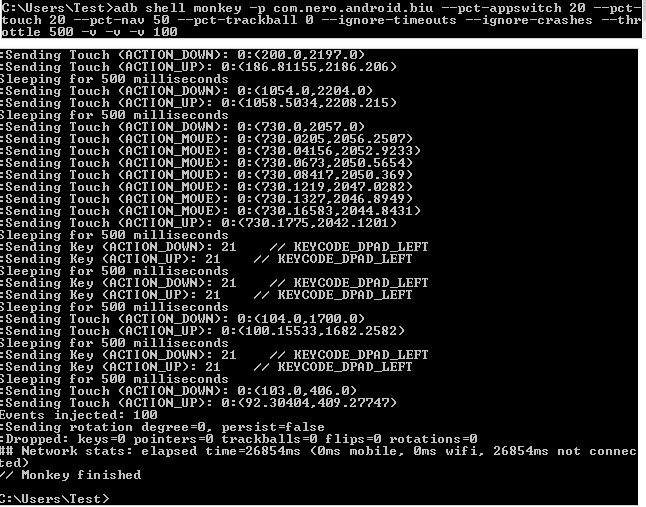 C:\Users\Test>adb shell monkey -p com.nero.android.biu --pct-appswitch 20 --pct-
touch 20 --pct-nav 50 --pct-trackball 0 --ignore-timeouts --ignore-crashes --thr
ottle 500 -v -v -v 100
:Sending Touch (ACTION_DOWN): 0:(200.0,2197.0)
:Sending Touch (ACTION_UP): 0:(186.81155,2186.206)
Sleeping for 500 milliseconds
:Sending Touch (ACTION_DOWN): 0:(1054.0,2204.0)
:Sending Touch (ACTION_UP): 0:(1058.5034,2208.215)
Sleeping for 500 milliseconds
:Sending Touch (ACTION_DOWN): 0:(730.0,2057.0)
:Sending Touch (ACTION_MOVE): 0:(730.0205,2056.2507)
:Sending Touch (ACTION_MOVE): 0:(730.04156,2052.9233)
:Sending Touch (ACTION_MOVE): 0:(730.0673,2050.5654)
:Sending Touch (ACTION_MOVE): 0:(730.08417,2050.369)
:Sending Touch (ACTION_MOVE): 0:(730.1219,2047.0282)
:Sending Touch (ACTION_MOVE): 0:(730.1327,2046.8949)
:Sending Touch (ACTION_MOVE): 0:(730.16583,2044.8431)
:Sending Touch (ACTION_UP): 0:(730.1775,2042.1201)
Sleeping for 500 milliseconds
:Sending Key (ACTION_DOWN): 21    // KEYCODE_DPAD_LEFT
:Sending Key (ACTION_UP): 21    // KEYCODE_DPAD_LEFT
Sleeping for 500 milliseconds
:Sending Key (ACTION_DOWN): 21    // KEYCODE_DPAD_LEFT
:Sending Key (ACTION_UP): 21    // KEYCODE_DPAD_LEFT
Sleeping for 500 milliseconds
:Sending Touch (ACTION_DOWN): 0:(104.0,1700.0)
:Sending Touch (ACTION_UP): 0:(100.15533,1682.2582)
Sleeping for 500 milliseconds
:Sending Key (ACTION_DOWN): 21    // KEYCODE_DPAD_LEFT
:Sending Key (ACTION_UP): 21    // KEYCODE_DPAD_LEFT
Sleeping for 500 milliseconds
:Sending Touch (ACTION_DOWN): 0:(103.0,406.0)
:Sending Touch (ACTION_UP): 0:(92.30404,409.27747)
Events injected: 100
:Sending rotation degree=0, persist=false
:Dropped: keys=0 pointers=0 trackballs=0 flips=0 rotations=0
## Network stats: elapsed time=26854ms (0ms mobile, 0ms wifi, 26854ms not connec
ted)
// Monkey finished
C:\Users\Test>